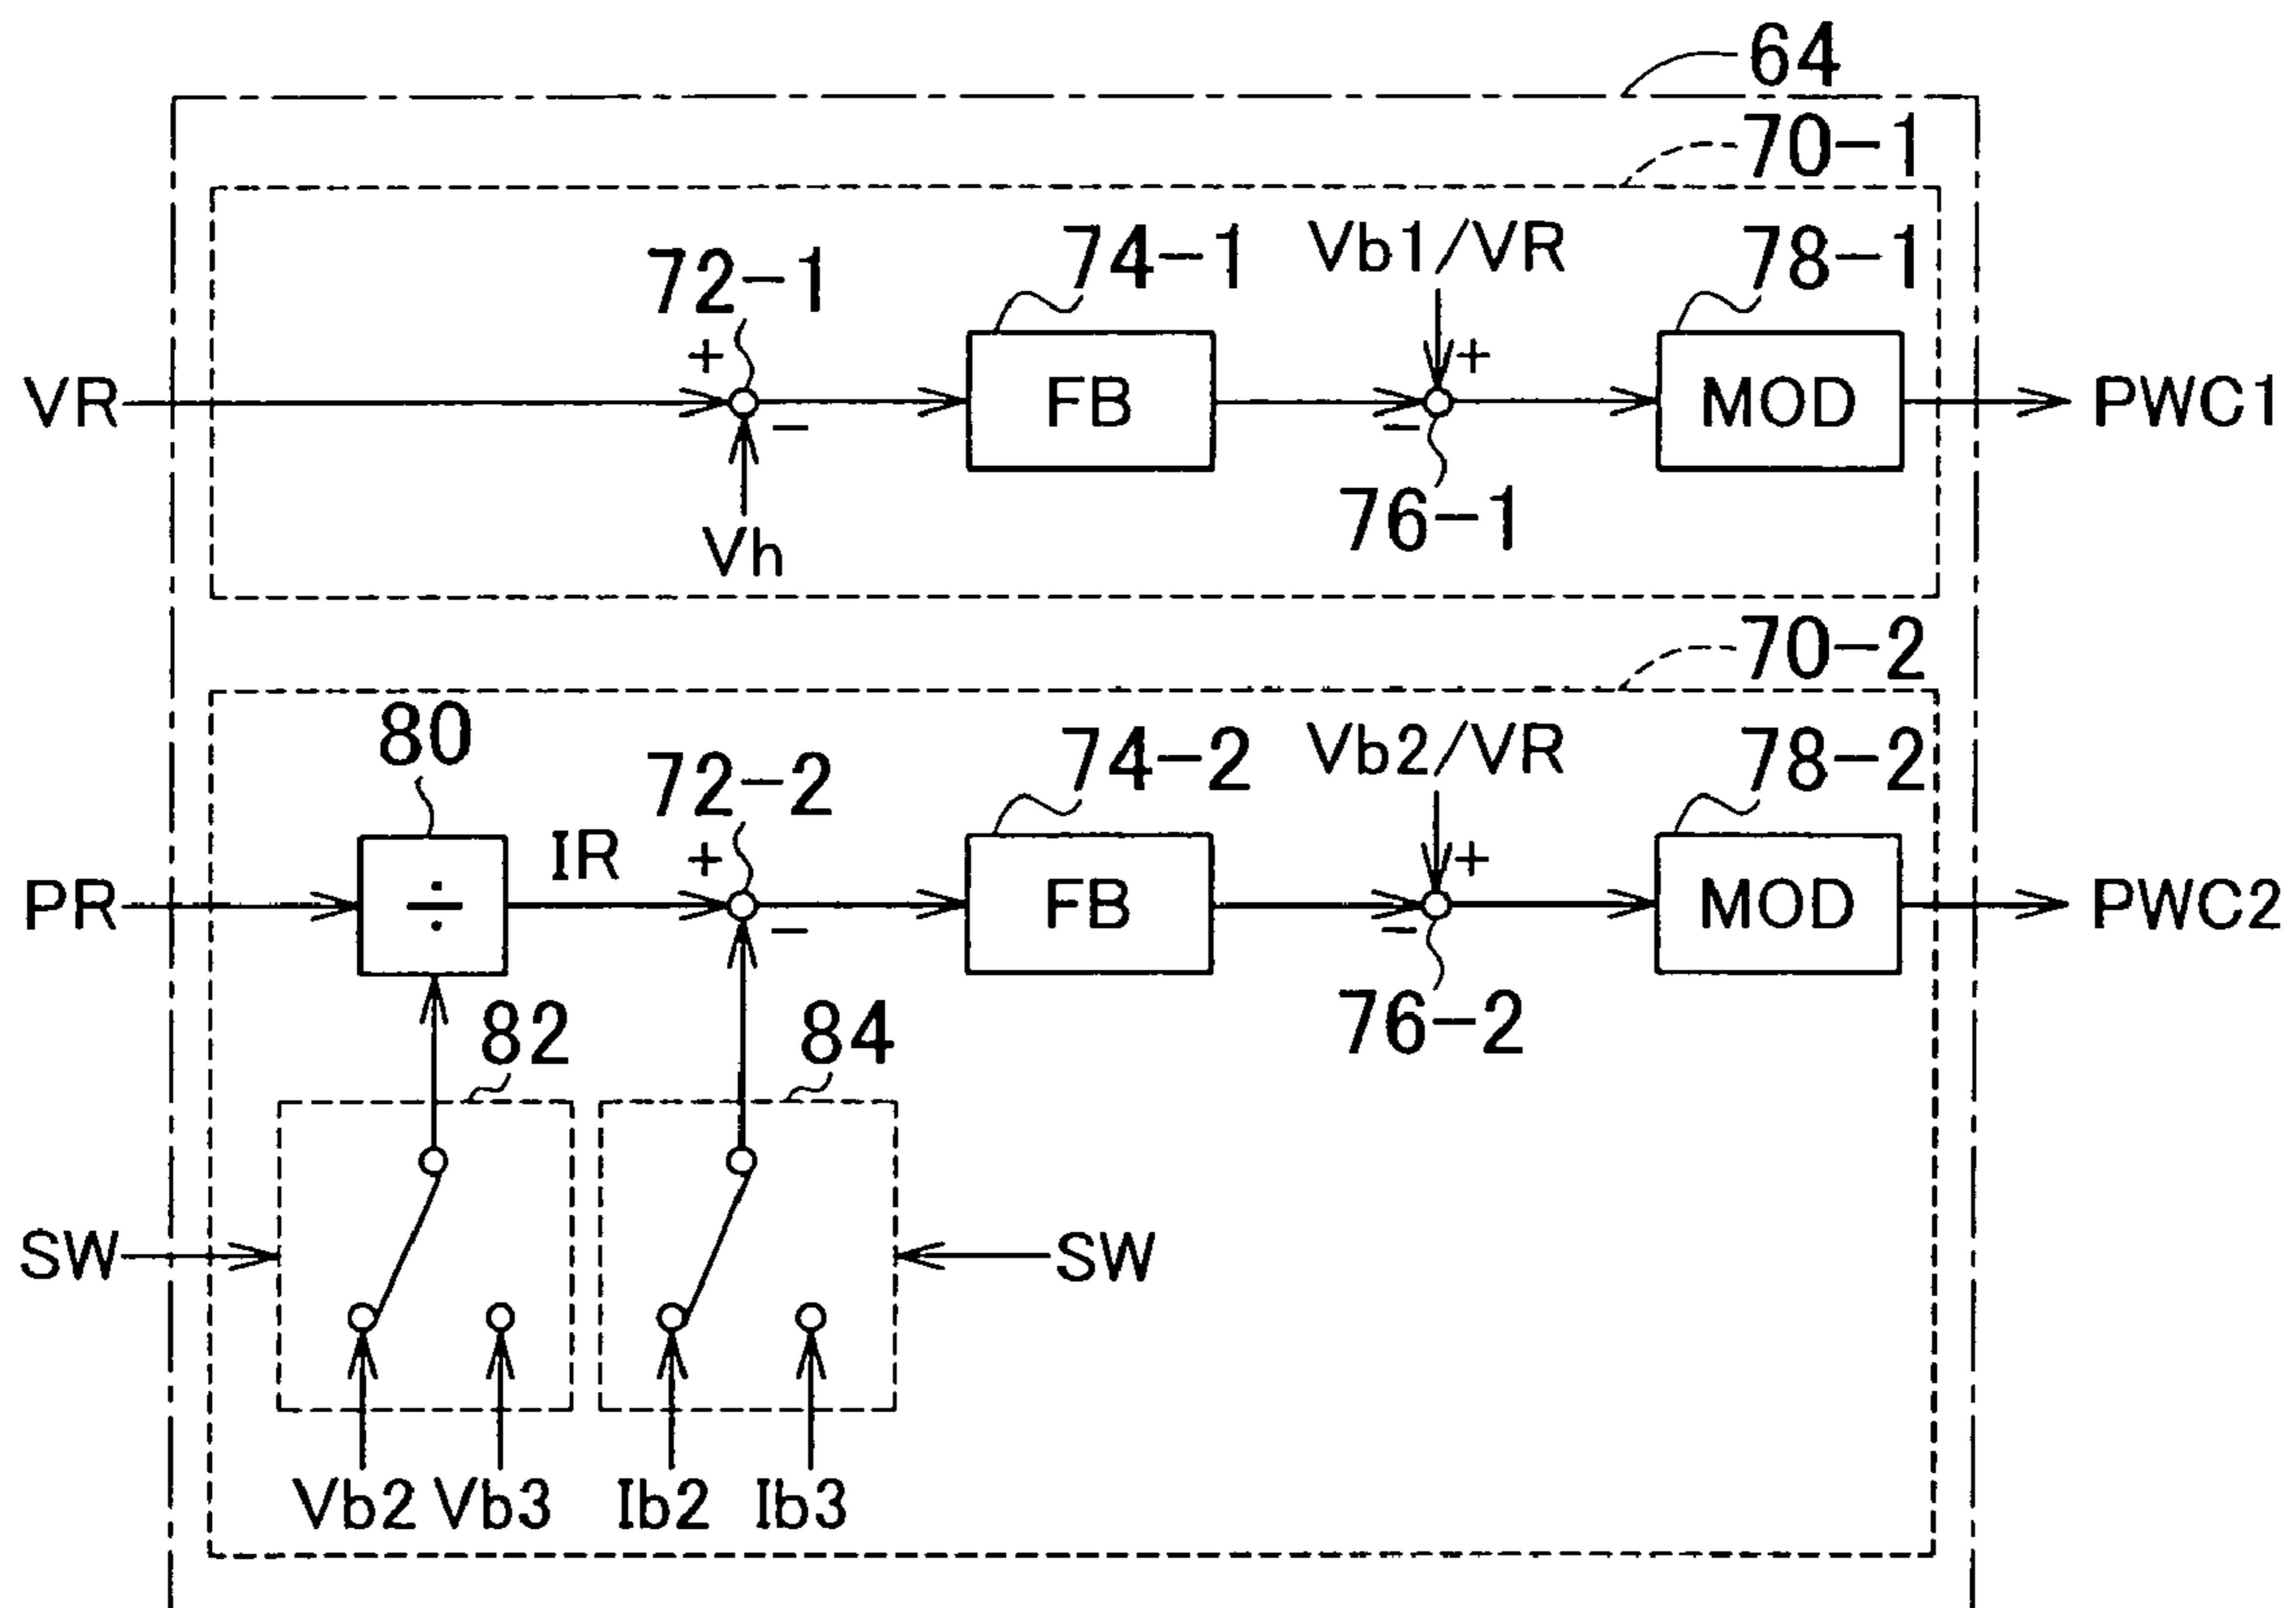 64
70-1
72-1
74-1
Vb1/VR
78-1
VR
+
−
FB
−
+
MOD
PWC1
Vh
76-1
70-2
80
72-2
74-2
Vb2/VR
78-2
PR
÷
IR
+
−
FB
−
+
MOD
PWC2
76-2
82
84
SW
SW
Vb2
Vb3
Ib2
Ib3